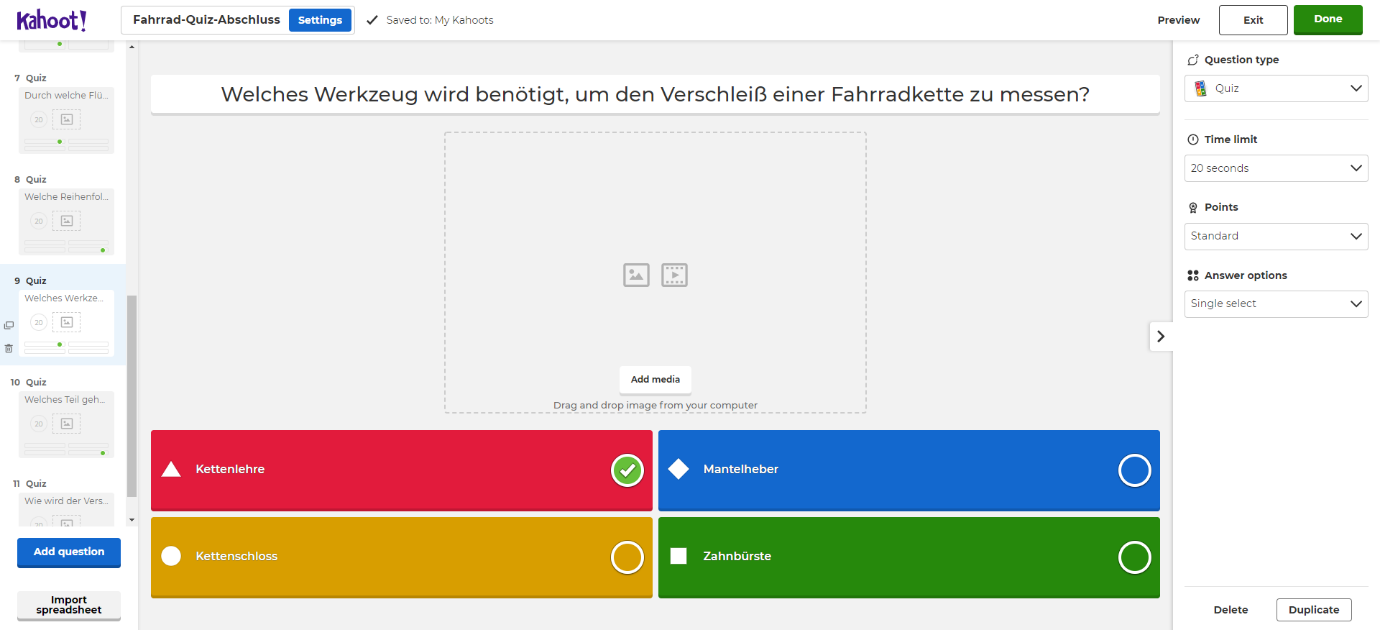 Kahoot!
Fahrrad-Quiz-Abschluss
Settings
Saved to: My Kahoots
Preview
Exit
Done
7 Quiz
Durch welche Flü...
20
8 Quiz
Welche Reihenfol...
20
9 Quiz
Welches Werkze...
20
10 Quiz
Welches Teil geh...
20
11 Quiz
Wie wird der Vers...
20
Add question
Import
spreadsheet
Welches Werkzeug wird benötigt, um den Verschleiß einer Fahrradkette zu messen?
Add media
Drag and drop image from your computer
Kettenlehre
Mantelheber
Kettenschloss
Zahnbürste
Question type
Quiz
Time limit
20 seconds
Points
Standard
Answer options
Single select
Delete
Duplicate